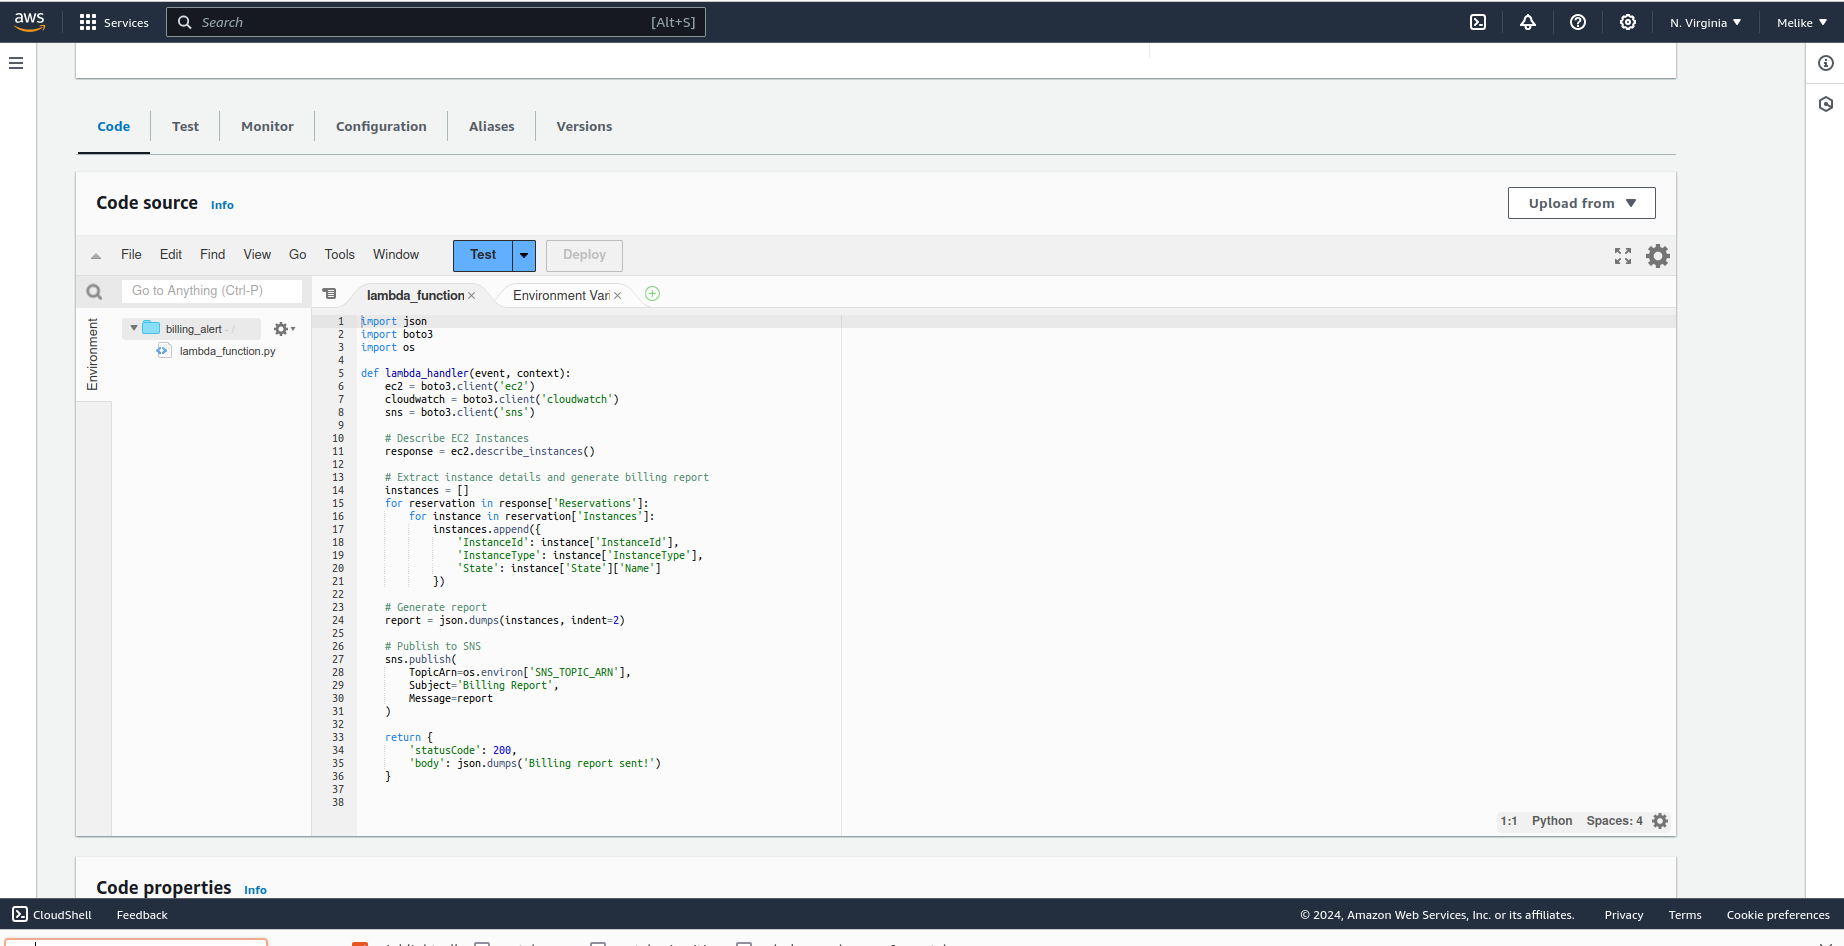 aws Services Search [Alt+S] N. Virginia Melike
Code Test Monitor Configuration Aliases Versions
Code source Info Upload from
File Edit Find View Go Tools Window Test Deploy
Go to Anything (Ctrl-P) lambda_function × Environment Var ×
Environment
billing_alert - /
lambda_function.py
1 import json
2 import boto3
3 import os
4
5 def lambda_handler(event, context):
6     ec2 = boto3.client('ec2')
7     cloudwatch = boto3.client('cloudwatch')
8     sns = boto3.client('sns')
9
10     # Describe EC2 Instances
11     response = ec2.describe_instances()
12
13     # Extract instance details and generate billing report
14     instances = []
15     for reservation in response['Reservations']:
16         for instance in reservation['Instances']:
17             instances.append({
18                 'InstanceId': instance['InstanceId'],
19                 'InstanceType': instance['InstanceType'],
20                 'State': instance['State']['Name']
21             })
22
23     # Generate report
24     report = json.dumps(instances, indent=2)
25
26     # Publish to SNS
27     sns.publish(
28         TopicArn=os.environ['SNS_TOPIC_ARN'],
29         Subject='Billing Report',
30         Message=report
31     )
32
33     return {
34         'statusCode': 200,
35         'body': json.dumps('Billing report sent!')
36     }
37
38
1:1 Python Spaces: 4
Code properties Info
CloudShell Feedback © 2024, Amazon Web Services, Inc. or its affiliates. Privacy Terms Cookie preferences